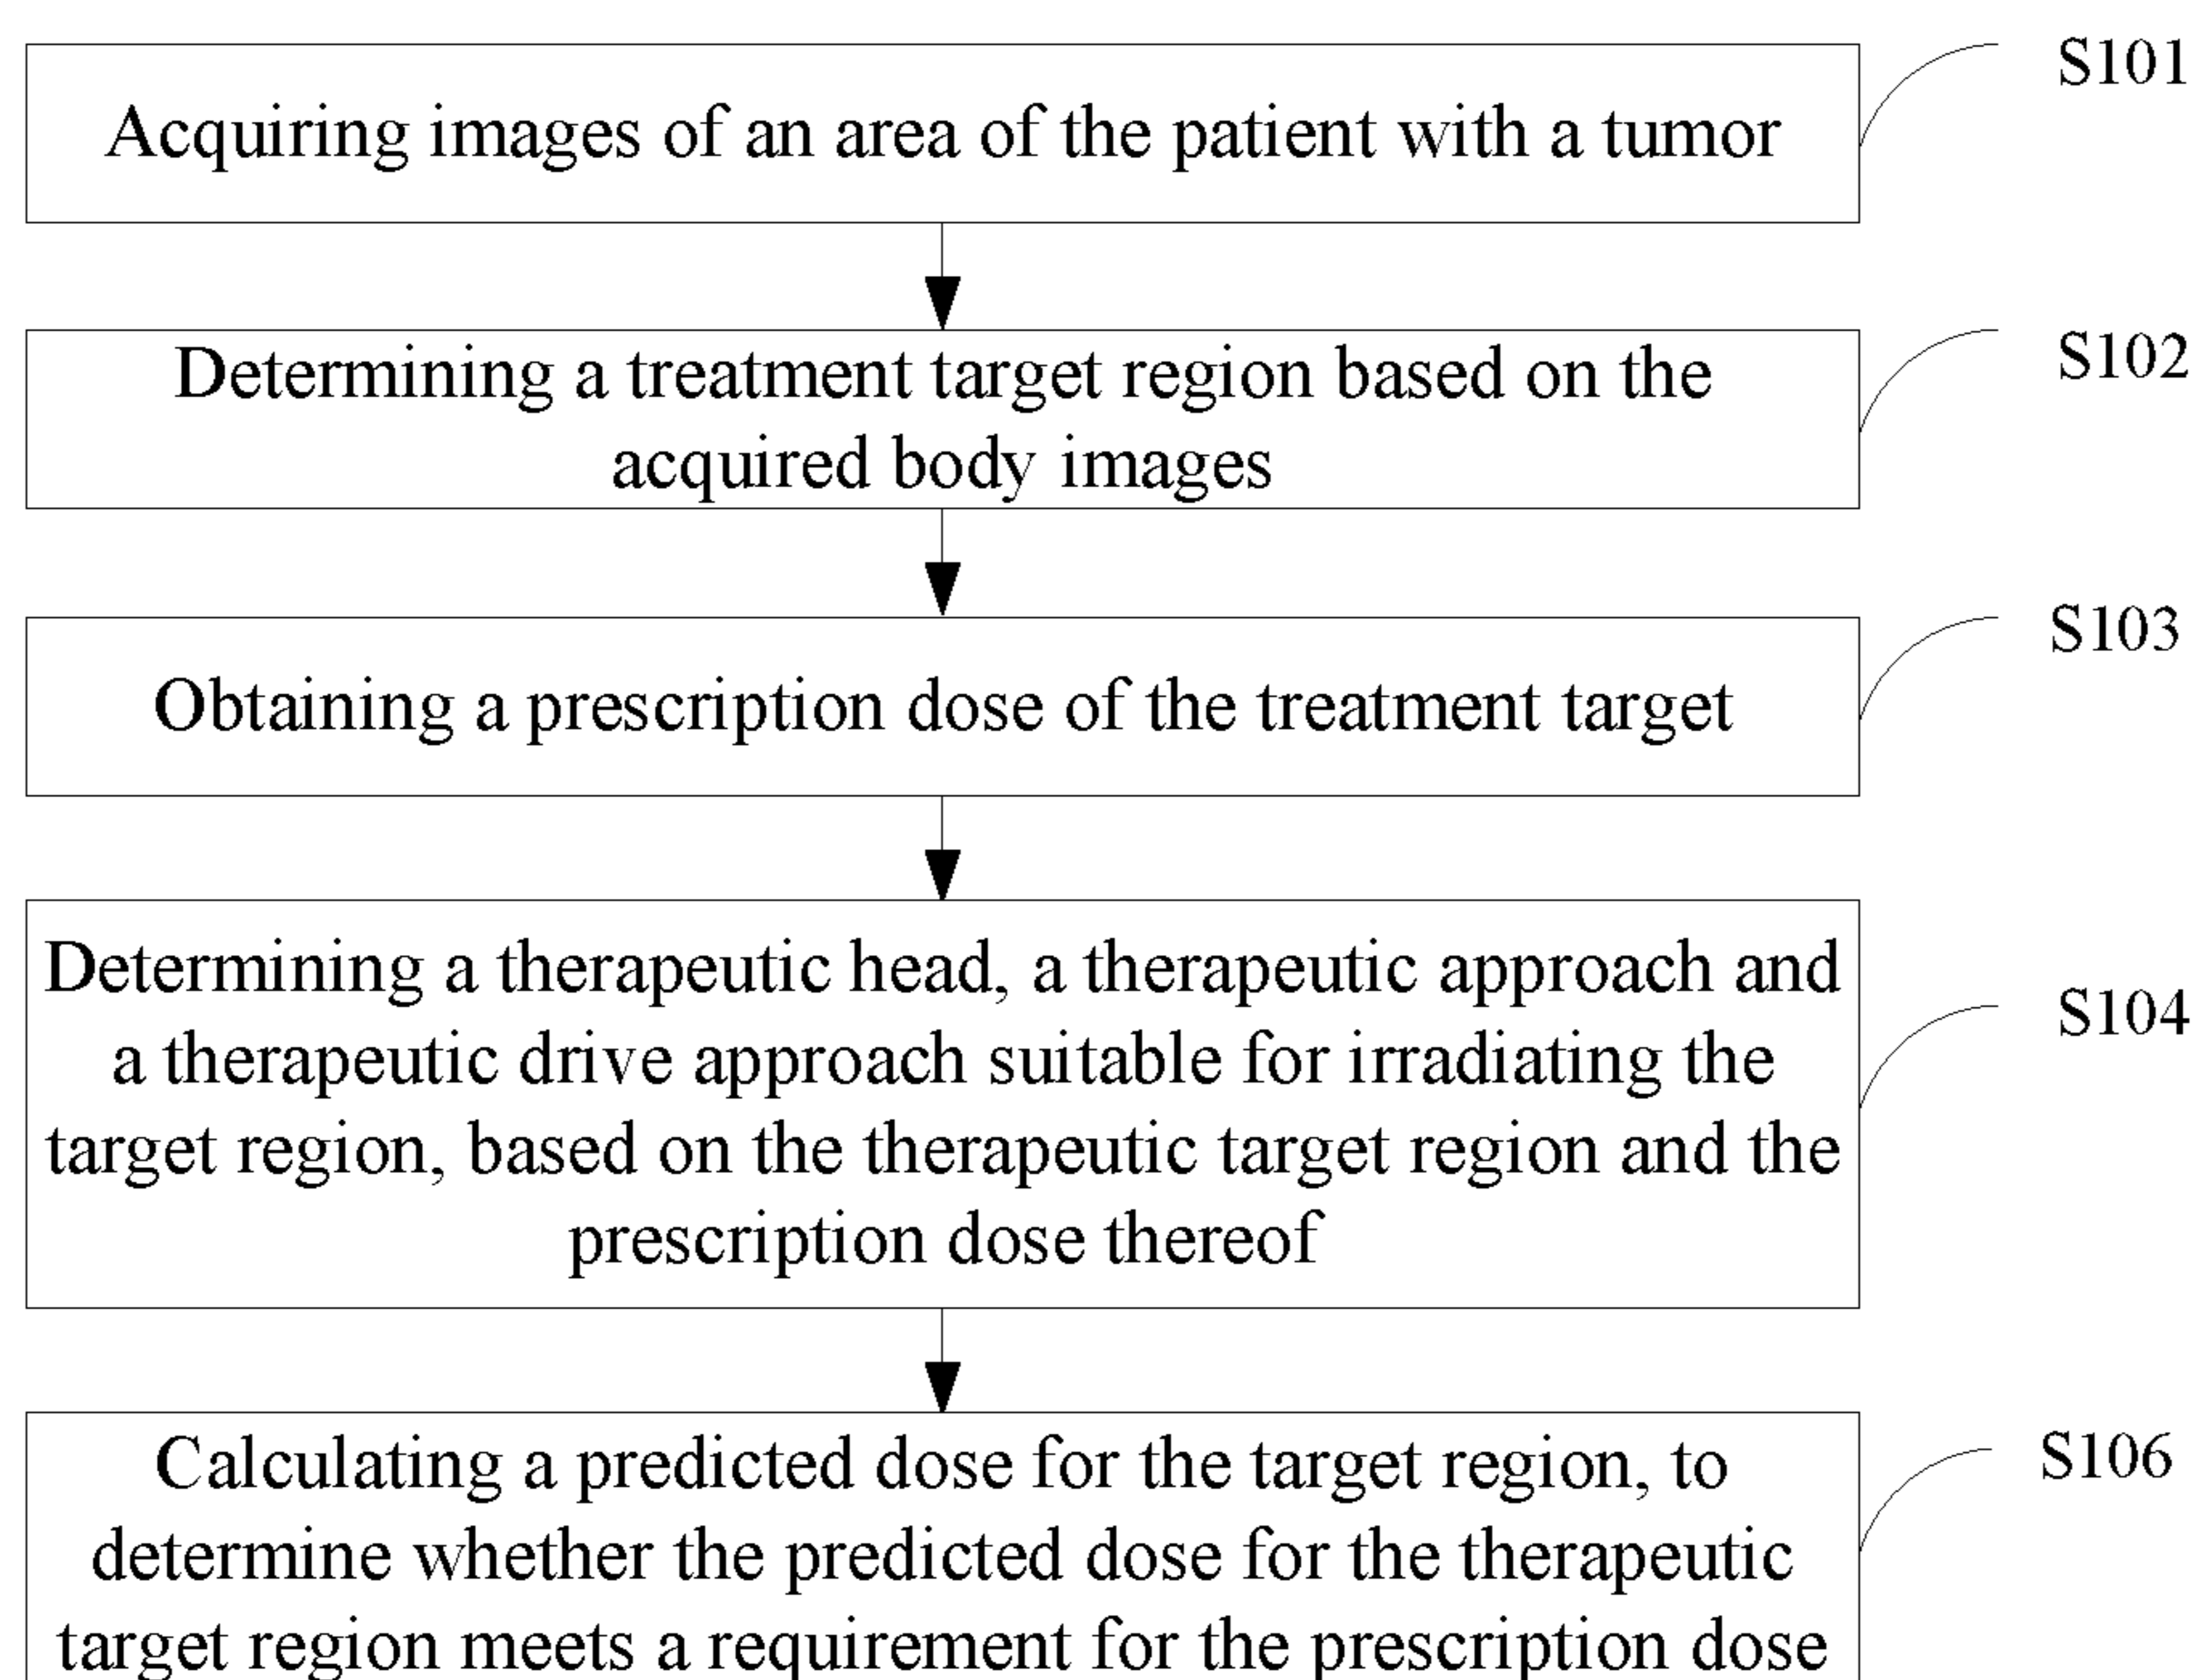 Acquiring images of an area of the patient with a tumor
S101
Determining a treatment target region based on the
acquired body images
S102
Obtaining a prescription dose of the treatment target
S103
Determining a therapeutic head, a therapeutic approach and
a therapeutic drive approach suitable for irradiating the
target region, based on the therapeutic target region and the
prescription dose thereof
S104
Calculating a predicted dose for the target region, to
determine whether the predicted dose for the therapeutic
target region meets a requirement for the prescription dose
S106